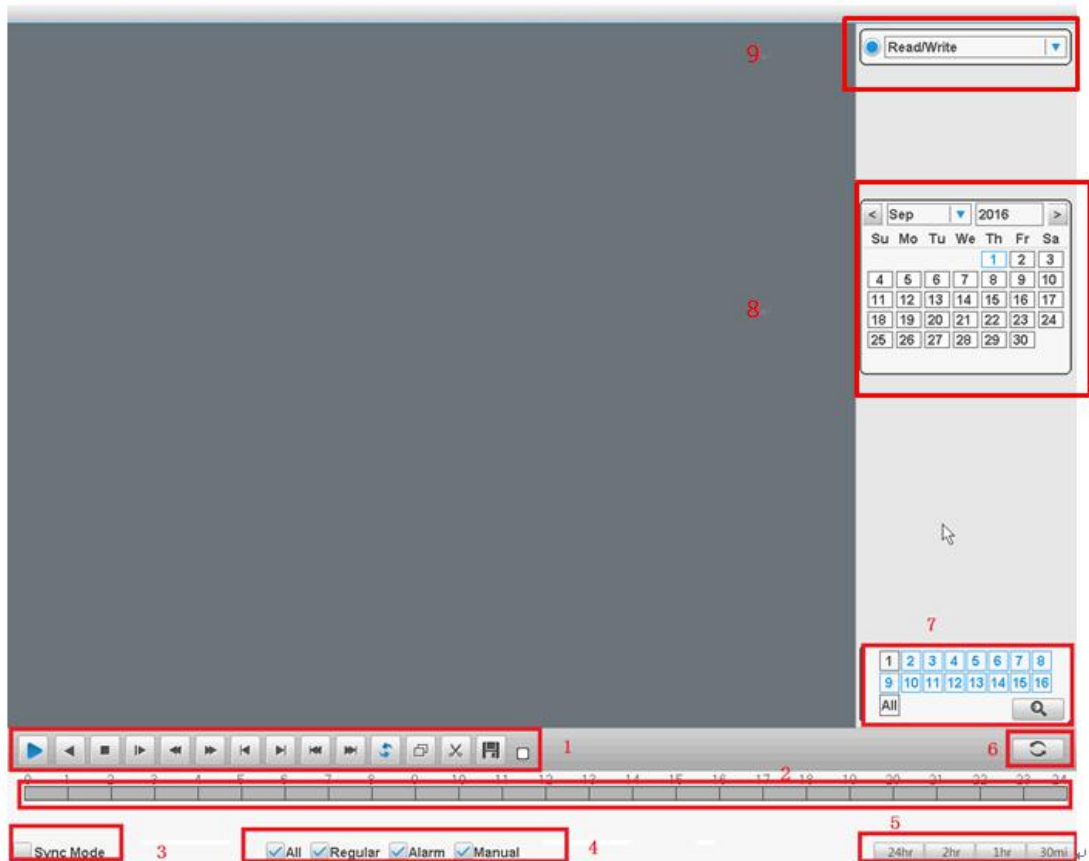 9
Read/Write
< Sep 2016 >
Su Mo Tu We Th Fr Sa
1 2 3
4 5 6 7 8 9 10
8
11 12 13 14 15 16 17
18 19 20 21 22 23 24
25 26 27 28 29 30
7
1 2 3 4 5 6 7 8
9 10 11 12 13 14 15 16
All
1
6
0 1 2 3 4 5 6 7 8 9 10 11 12 13 14 15 16 17 18 19 20 21 22 23 24
2
5
Sync Mode
3
All Regular Alarm Manual
4
24hr 2hr 1hr 30mi